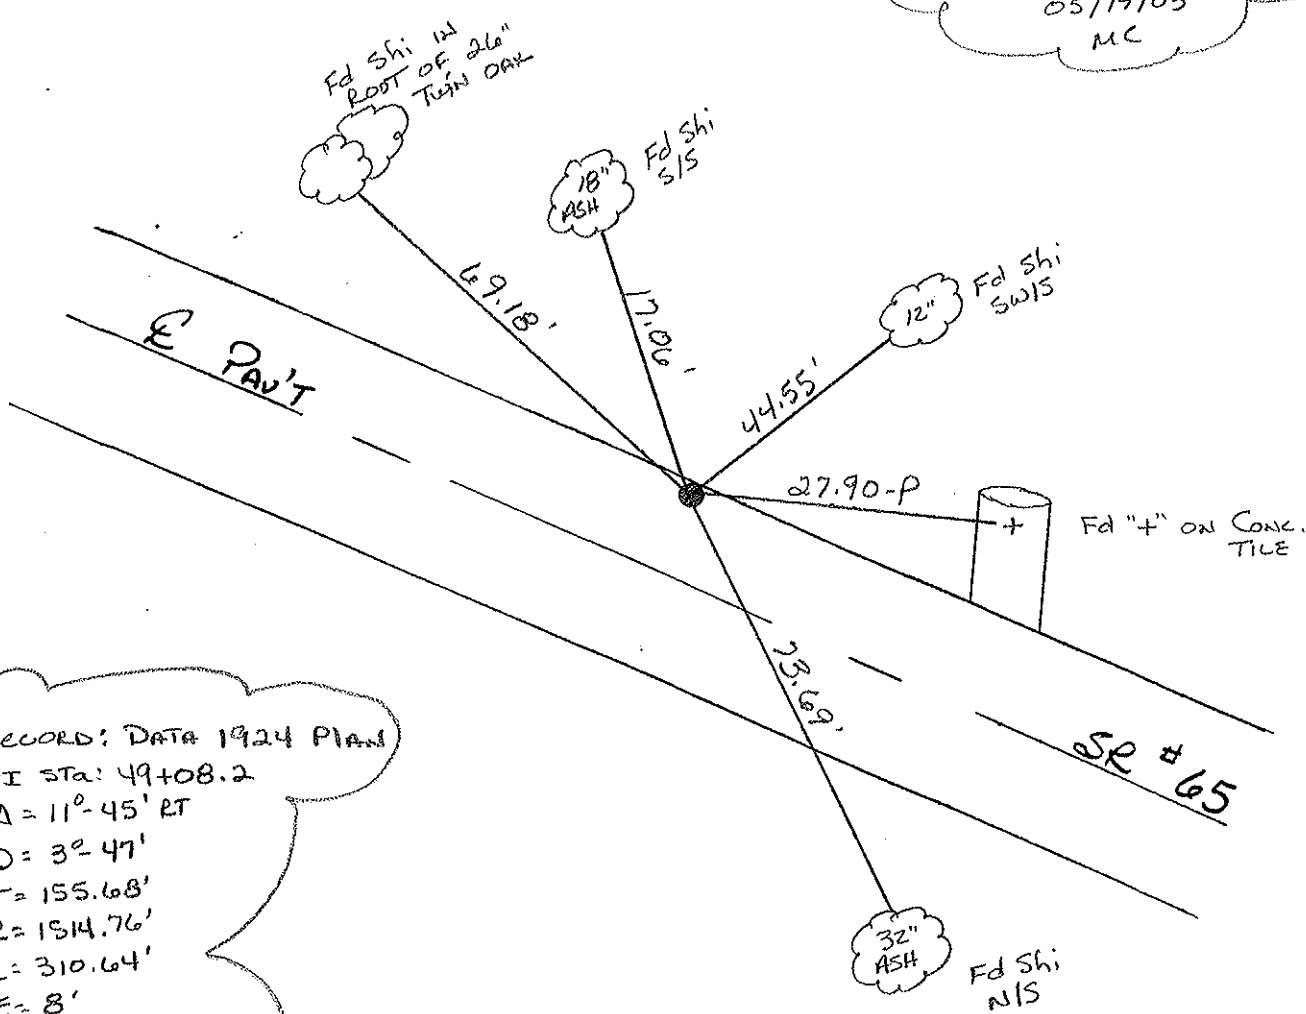 05/19/05
MC
Fd Shi in
ROOT OF 26"
TWIN OAK
Fd Shi
S/S
18"
ASH
Fd Shi
SW/S
12"
69.18'
17.06'
44.55'
℄ PAV'T
27.90-P
+
Fd "+" ON CONC.
TILE
73.69'
SR # 65
RECORD: DATA 1924 PLAN
PI STA: 49+08.2
Δ = 11°-45' RT
D = 3°-47'
T = 155.68'
R = 1514.76'
L = 310.64'
E = 8'
32"
ASH
Fd Shi
N/S